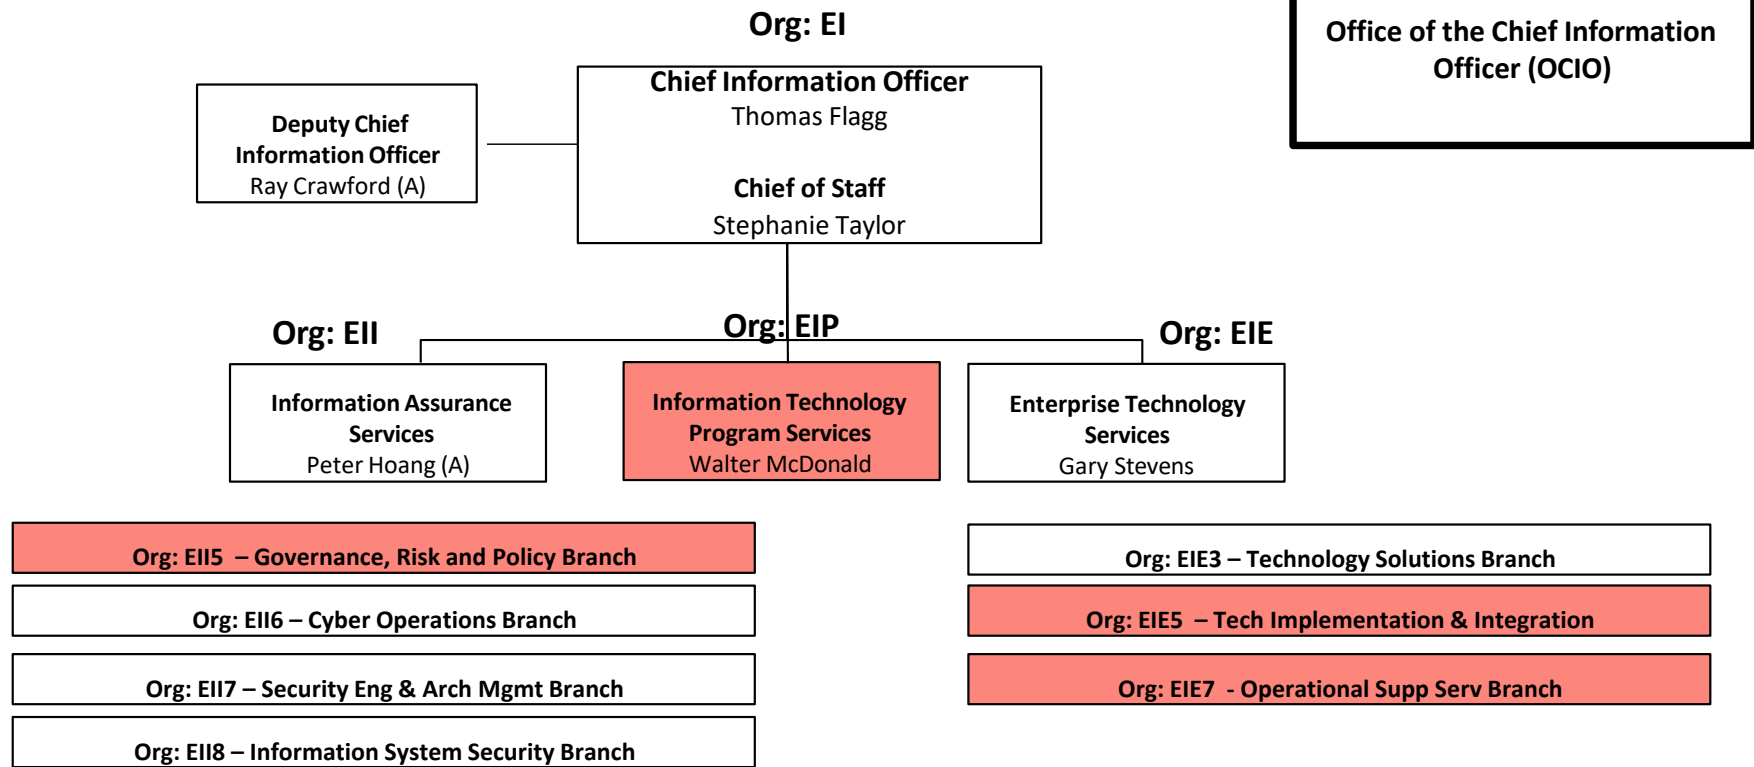 Org: EI
Office of the Chief Information
Officer (OCIO)
Chief Information Officer
Thomas Flagg
Chief of Staff
Stephanie Taylor
Deputy Chief
Information Officer
Ray Crawford (A)
Org: EII
Org: EIP
Org: EIE
Information Assurance
Services
Peter Hoang (A)
Information Technology
Program Services
Walter McDonald
Enterprise Technology
Services
Gary Stevens
Org: EII5 – Governance, Risk and Policy Branch
Org: EII6 – Cyber Operations Branch
Org: EII7 – Security Eng & Arch Mgmt Branch
Org: EII8 – Information System Security Branch
Org: EIE3 – Technology Solutions Branch
Org: EIE5 – Tech Implementation & Integration
Org: EIE7 - Operational Supp Serv Branch